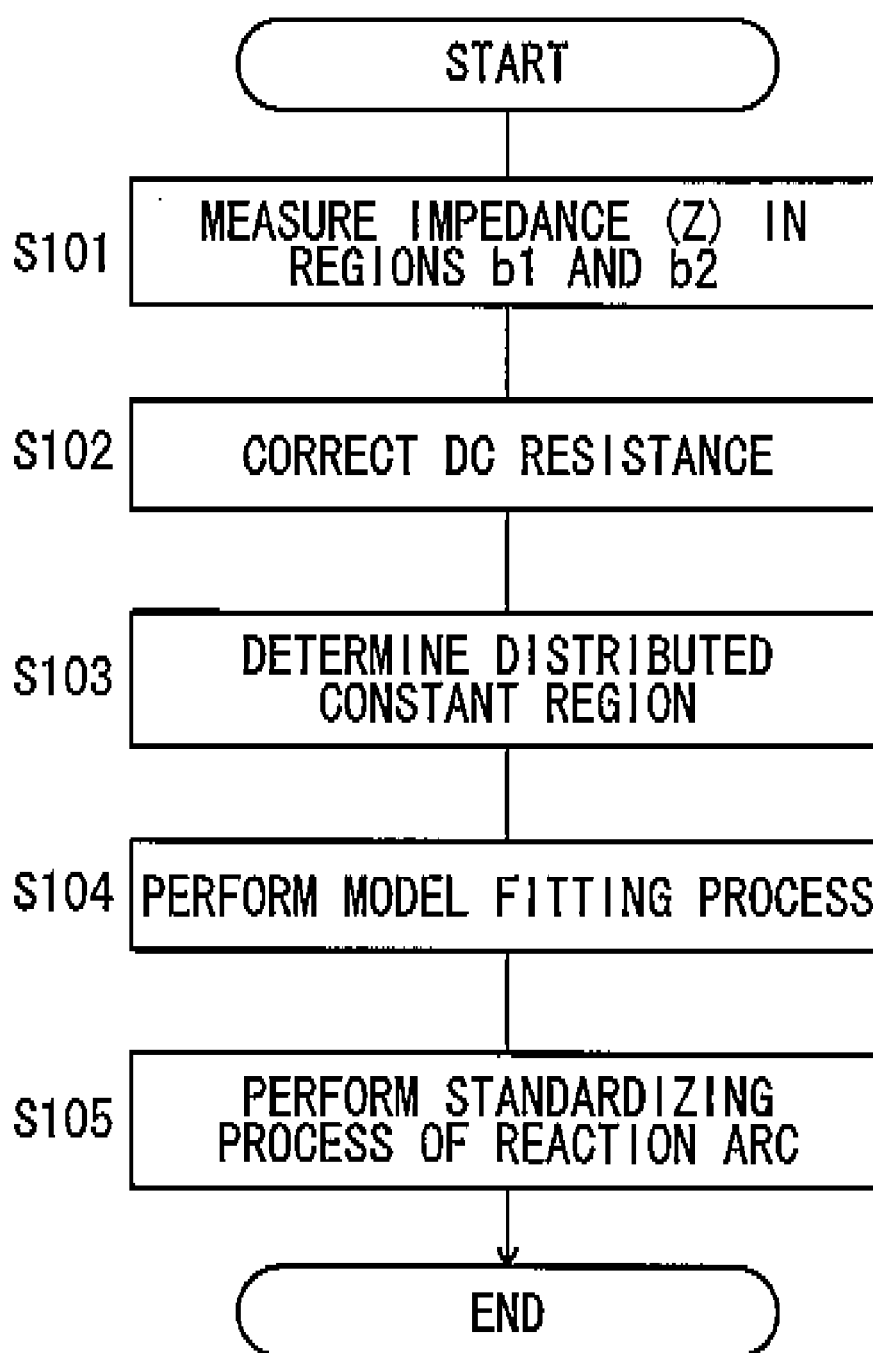 START
S101
MEASURE IMPEDANCE (Z) IN
REGIONS b1 AND b2
S102
CORRECT DC RESISTANCE
S103
DETERMINE DISTRIBUTED
CONSTANT REGION
S104
PERFORM MODEL FITTING PROCESS
S105
PERFORM STANDARDIZING
PROCESS OF REACTION ARC
END